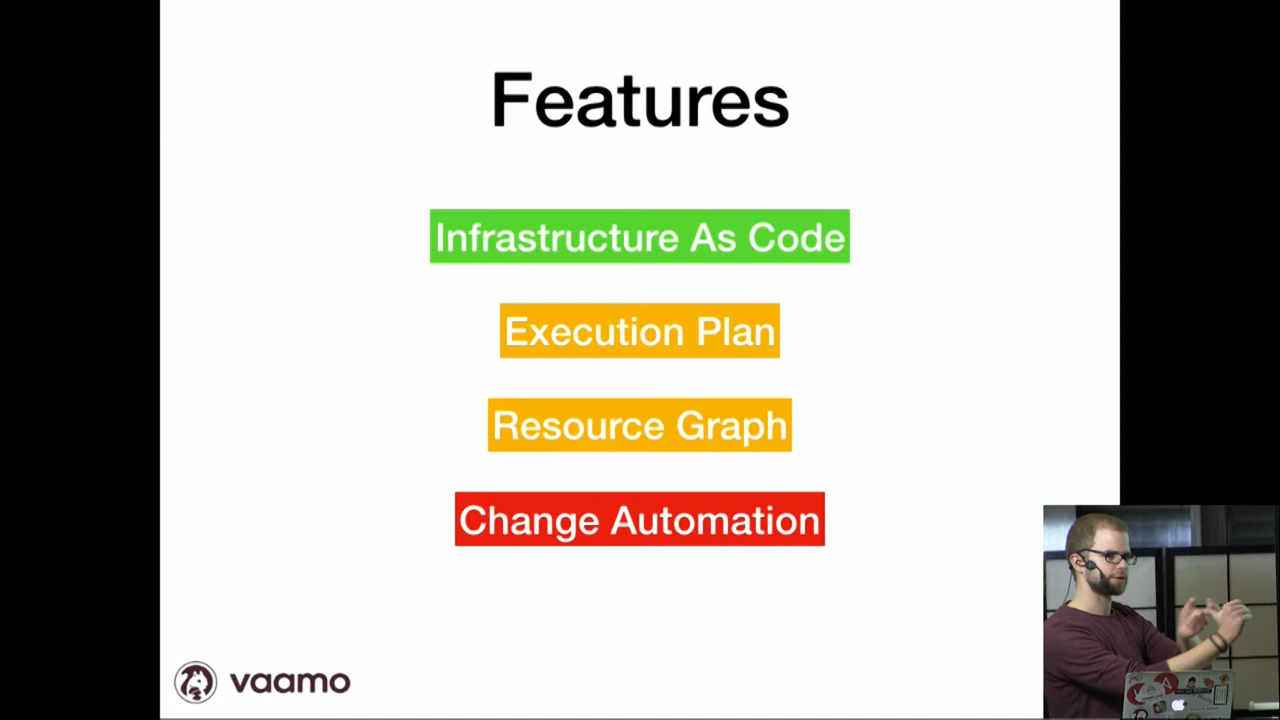 Features
Infrastructure As Code
Execution Plan
Resource Graph
Change Automation
vaamo